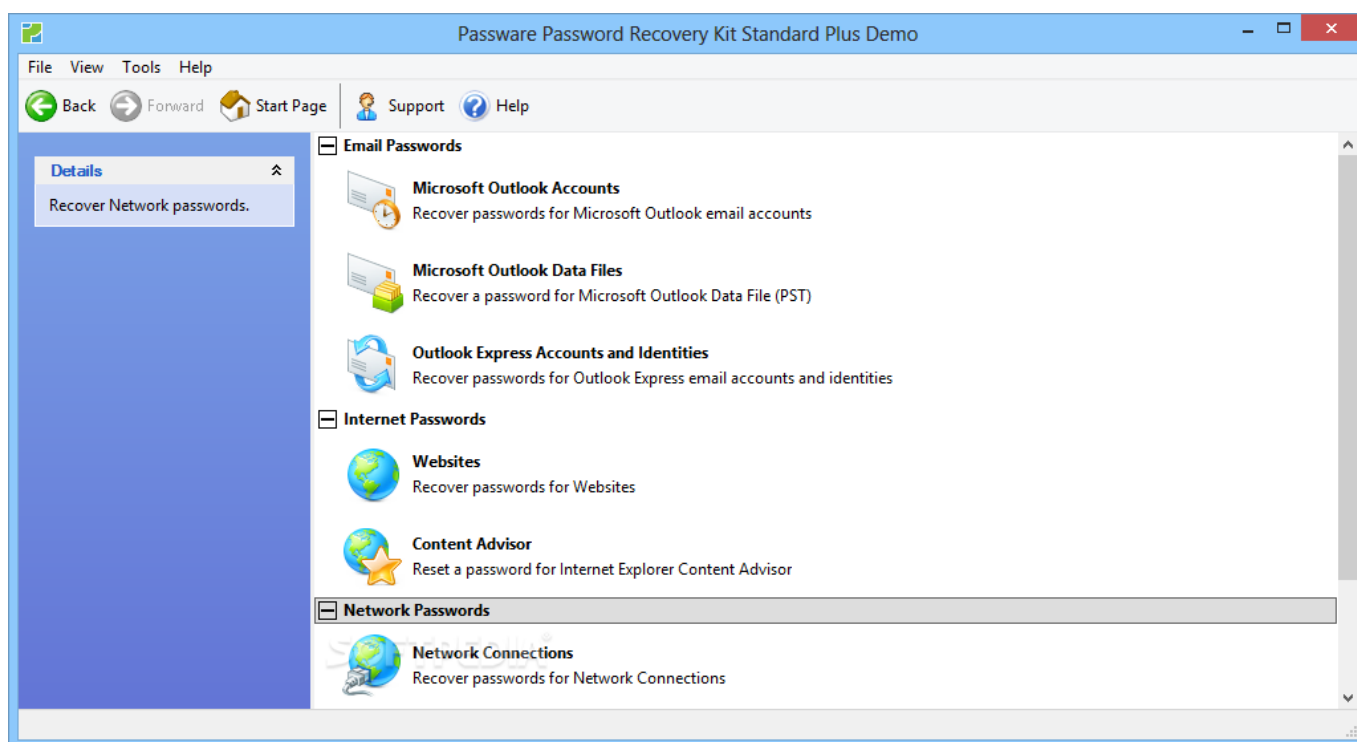 Passware Password Recovery Kit Standard Plus Demo
File View Tools Help
Back Forward Start Page Support Help
Details
Recover Network passwords.
Email Passwords
Microsoft Outlook Accounts
Recover passwords for Microsoft Outlook email accounts
Microsoft Outlook Data Files
Recover a password for Microsoft Outlook Data File (PST)
Outlook Express Accounts and Identities
Recover passwords for Outlook Express email accounts and identities
Internet Passwords
Websites
Recover passwords for Websites
Content Advisor
Reset a password for Internet Explorer Content Advisor
Network Passwords
SOFTPEDIA
Network Connections
Recover passwords for Network Connections